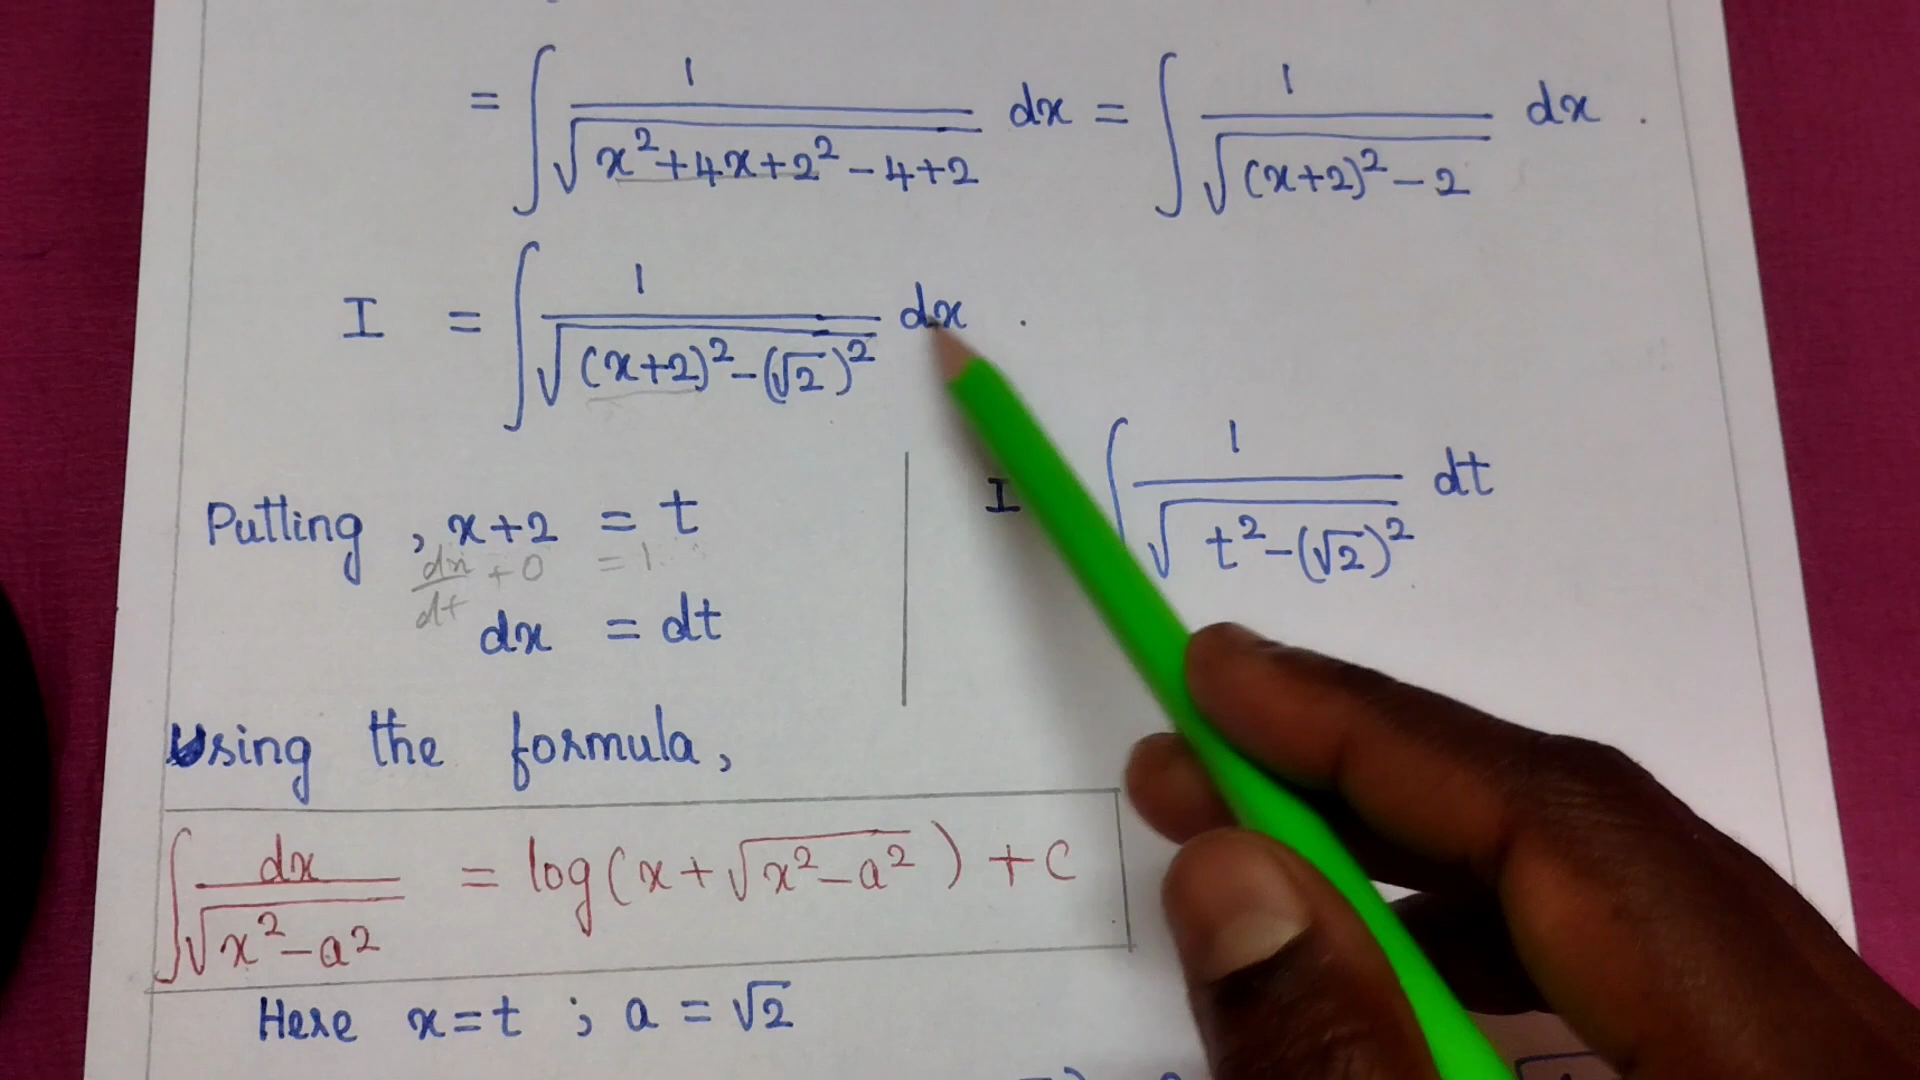 = ∫ 1/√(x²+4x+2²-4+2) dx = ∫ 1/√((x+2)²-2) dx .
I = ∫ 1/√((x+2)²-(√2)²) dx .
Putting , x+2 = t
dx/dt + 0 = 1
dx = dt
I ∫ 1/√(t²-(√2)²) dt
Using the formula,
∫ dx/√(x²-a²) = log(x+√(x²-a²)) + c
Here x=t ; a = √2